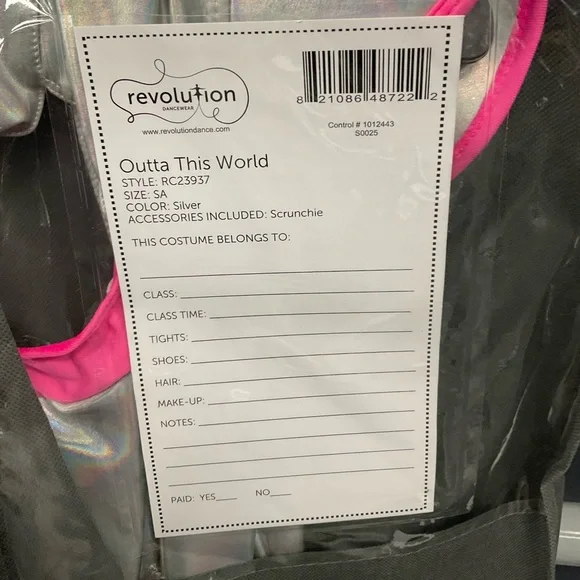 revolution
DANCEWEAR
www.revolutiondance.com
8 21086 48722 2
Control # 1012443
S0025
Outta This World
STYLE: RC23937
SIZE: SA
COLOR: Silver
ACCESSORIES INCLUDED: Scrunchie
THIS COSTUME BELONGS TO:
CLASS:
CLASS TIME:
TIGHTS:
SHOES:
HAIR:
MAKE-UP:
NOTES:
PAID: YES____ NO____